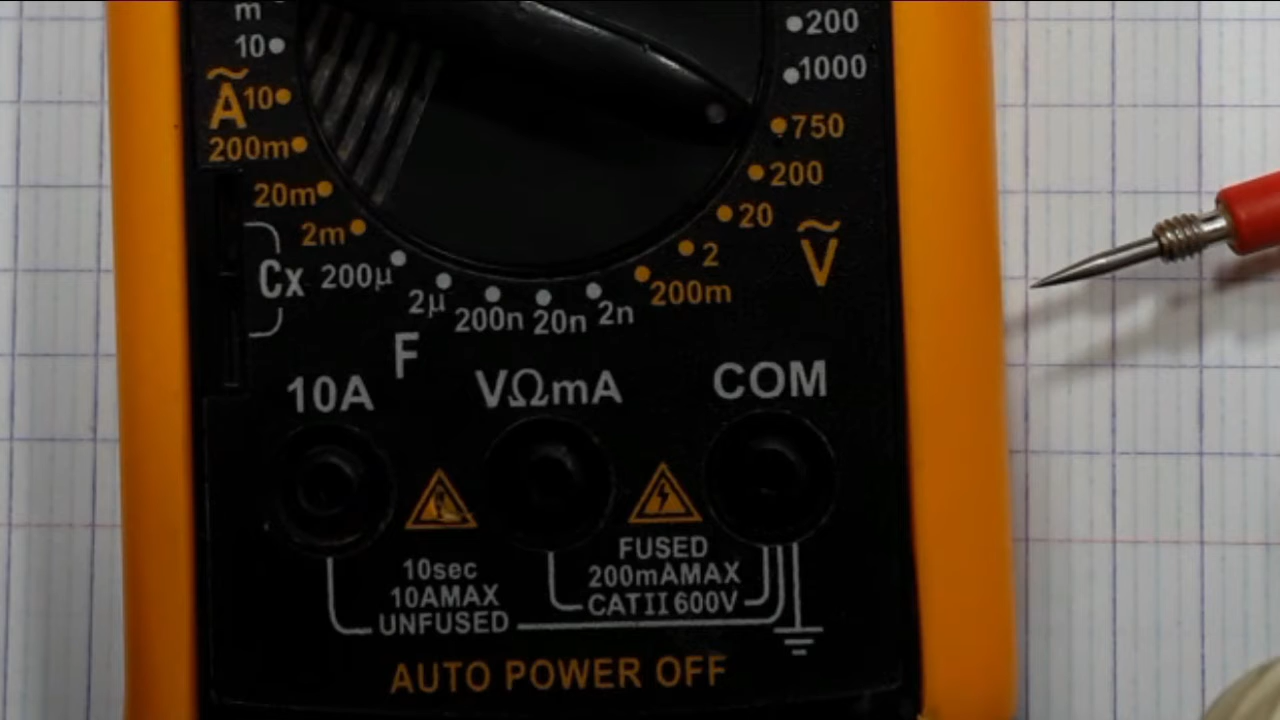 m
10
200
1000
Ã 10
750
200m
200
20m
20
2m
2
Ṽ
Cx
200µ
2µ
200n
20n
2n
200m
F
10A
VΩmA
COM
10sec
10AMAX
UNFUSED
FUSED
200mAMAX
CATII 600V
AUTO POWER OFF